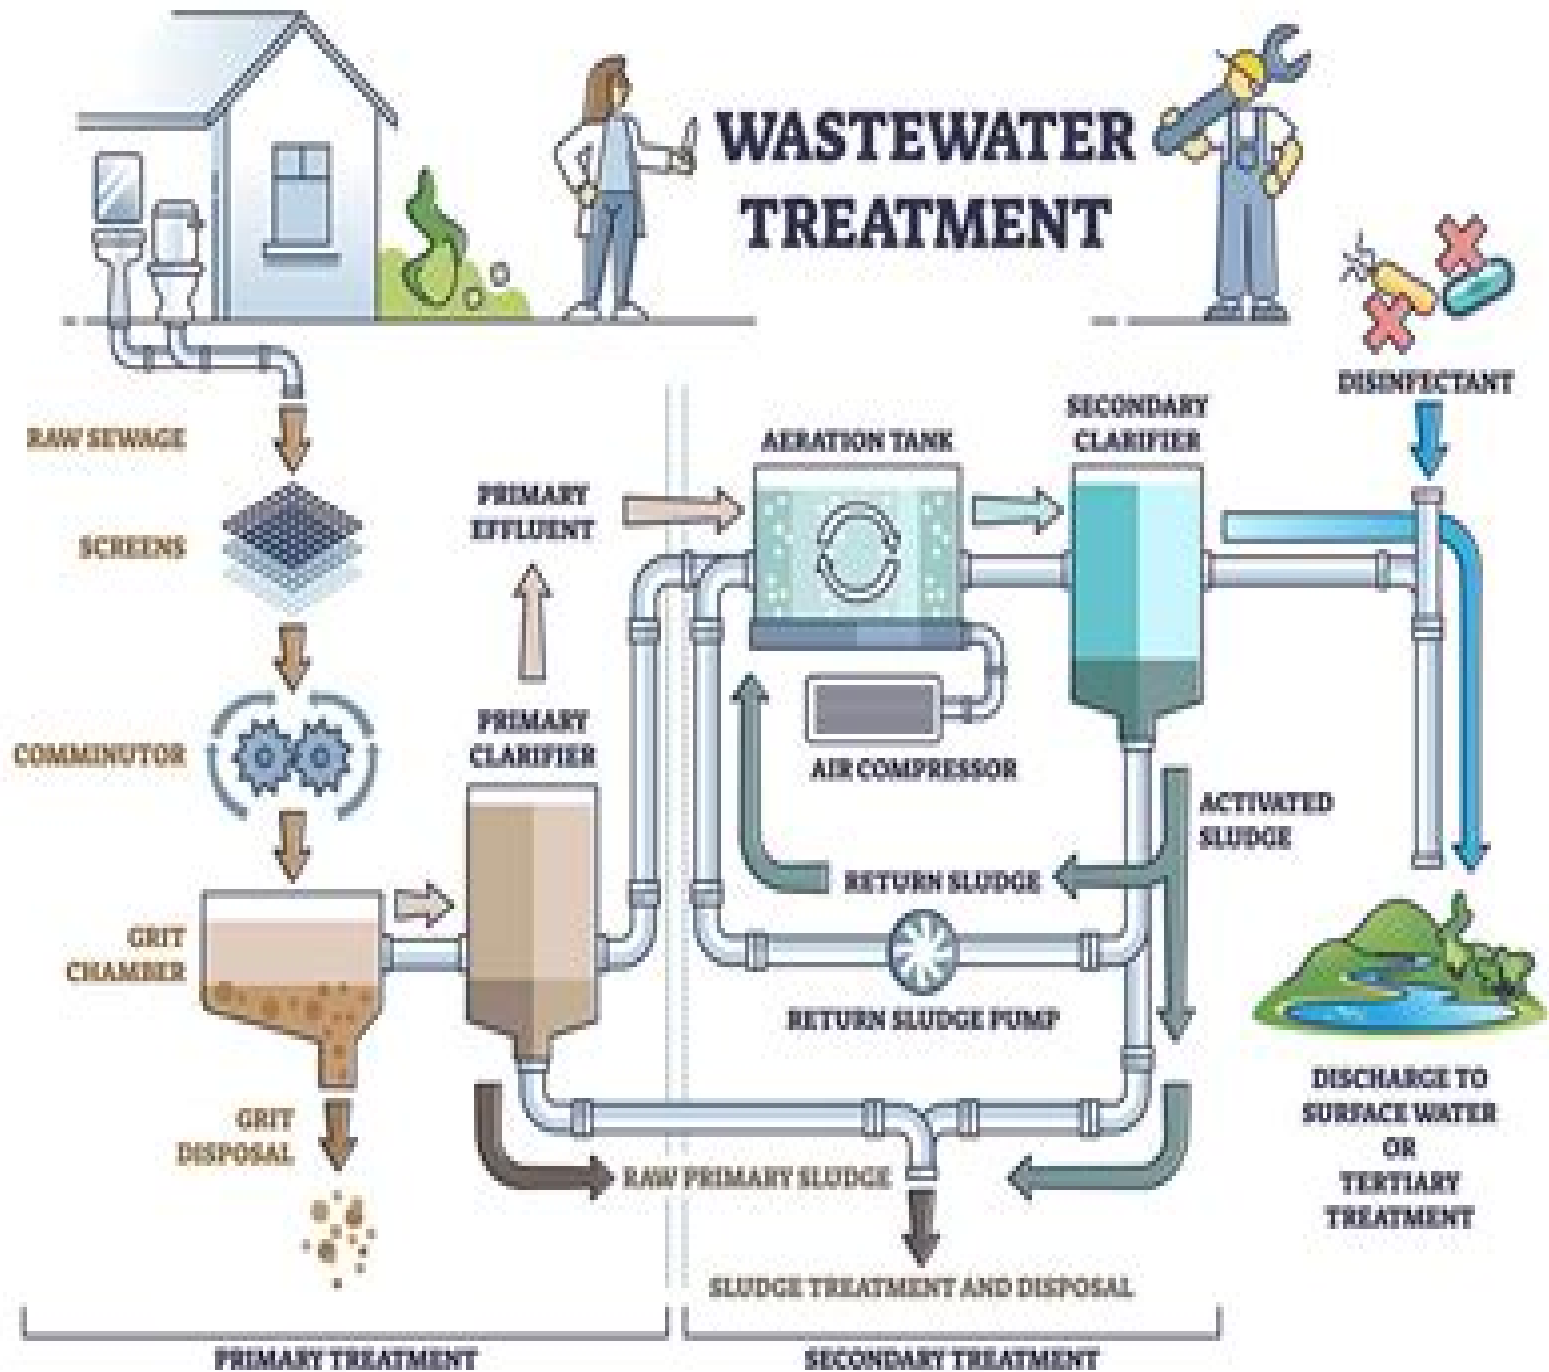 WASTEWATER
TREATMENT
DISINFECTANT
RAW SEWAGE
SCREENS
COMMINUTOR
GRIT
CHAMBER
GRIT
DISPOSAL
PRIMARY
EFFLUENT
PRIMARY
CLARIFIER
AERATION TANK
SECONDARY
CLARIFIER
AIR COMPRESSOR
ACTIVATED
SLUDGE
RETURN SLUDGE
RETURN SLUDGE PUMP
RAW PRIMARY SLUDGE
SLUDGE TREATMENT AND DISPOSAL
DISCHARGE TO
SURFACE WATER
OR
TERTIARY
TREATMENT
PRIMARY TREATMENT
SECONDARY TREATMENT